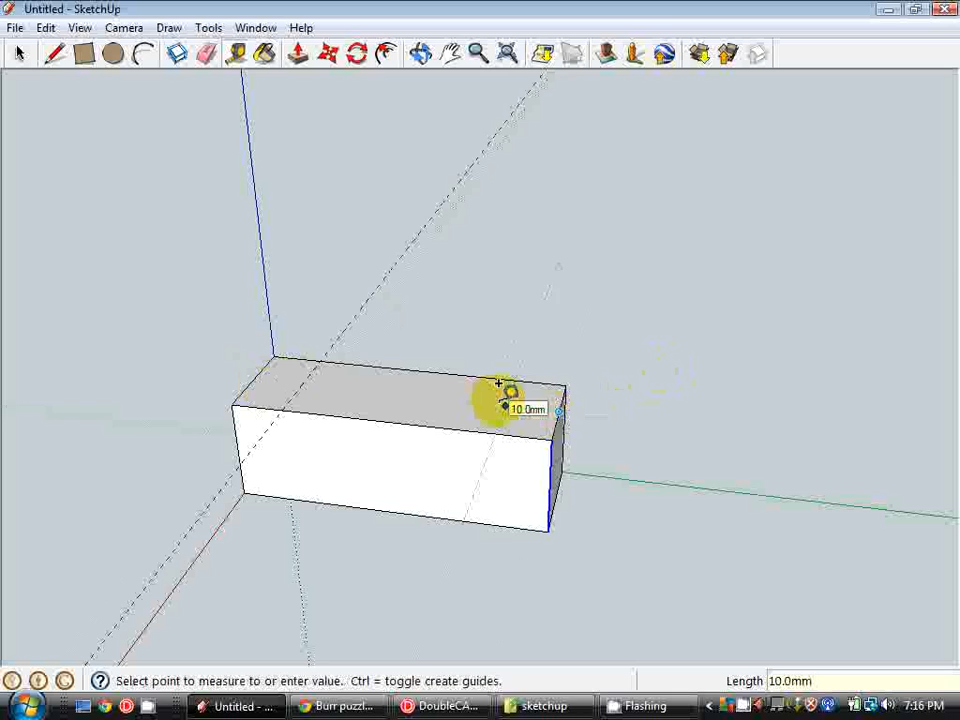 Untitled - SketchUp
File Edit View Camera Draw Tools Window Help
10.0mm
Select point to measure to or enter value. Ctrl = toggle create guides.
Length 10.0mm
Untitled - ...
Burr puzzl...
DoubleCA...
sketchup
Flashing
7:16 PM